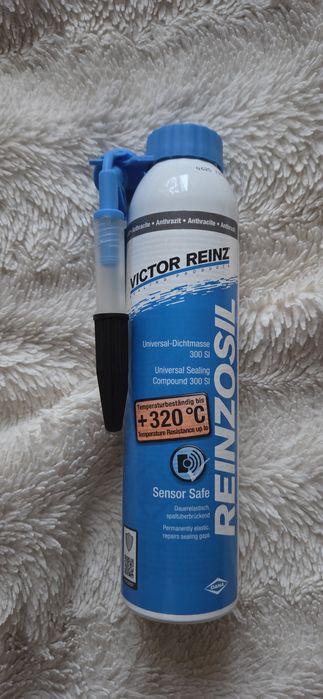 Anthracite • Anthrazit • Anthracite • Anthrazit
VICTOR REINZ
Universal-Dichtmasse
300 SI
Universal Sealing
Compound 300 SI
Temperaturbeständig bis
+320 °C
Temperature Resistance up to
Sensor Safe
Dauerelastisch,
spaltüberbrückend
Permanently elastic,
repairs sealing gaps
REINZOSIL
DANA